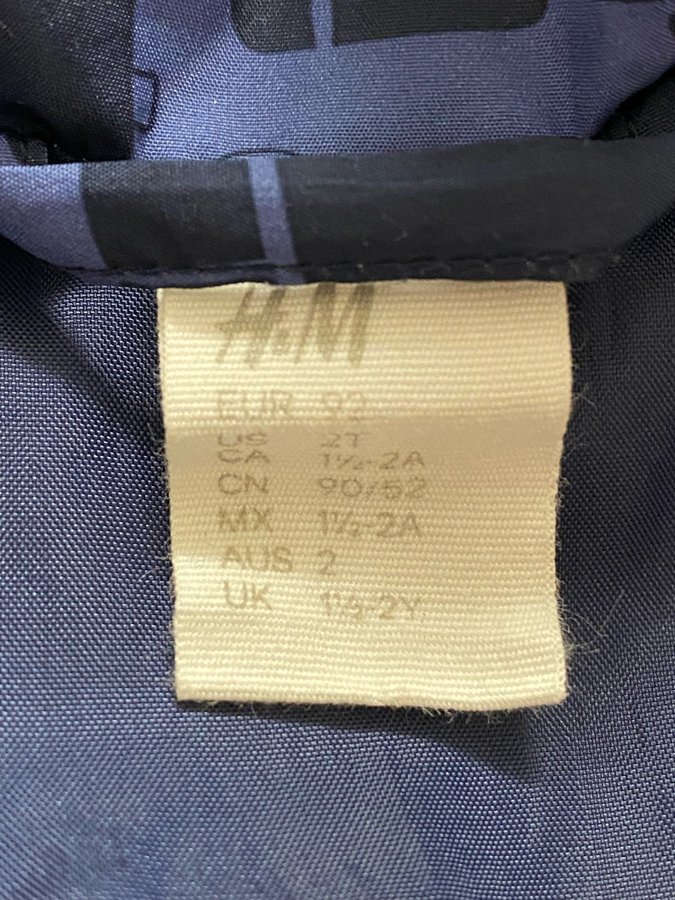 H&M
EUR 92
US 2T
CA 1½-2A
CN 90/52
MX 1½-2A
AUS 2
UK 1½-2Y